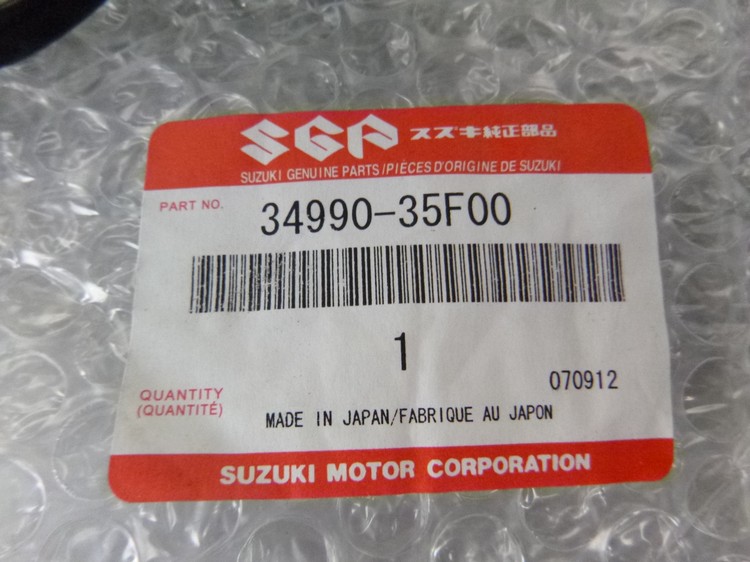 SGP スズキ純正部品
SUZUKI GENUINE PARTS/PIÈCES D'ORIGINE DE SUZUKI
PART NO. 34990-35F00
1
070912
QUANTITY
(QUANTITÉ)
MADE IN JAPAN/FABRIQUE AU JAPON
SUZUKI MOTOR CORPORATION